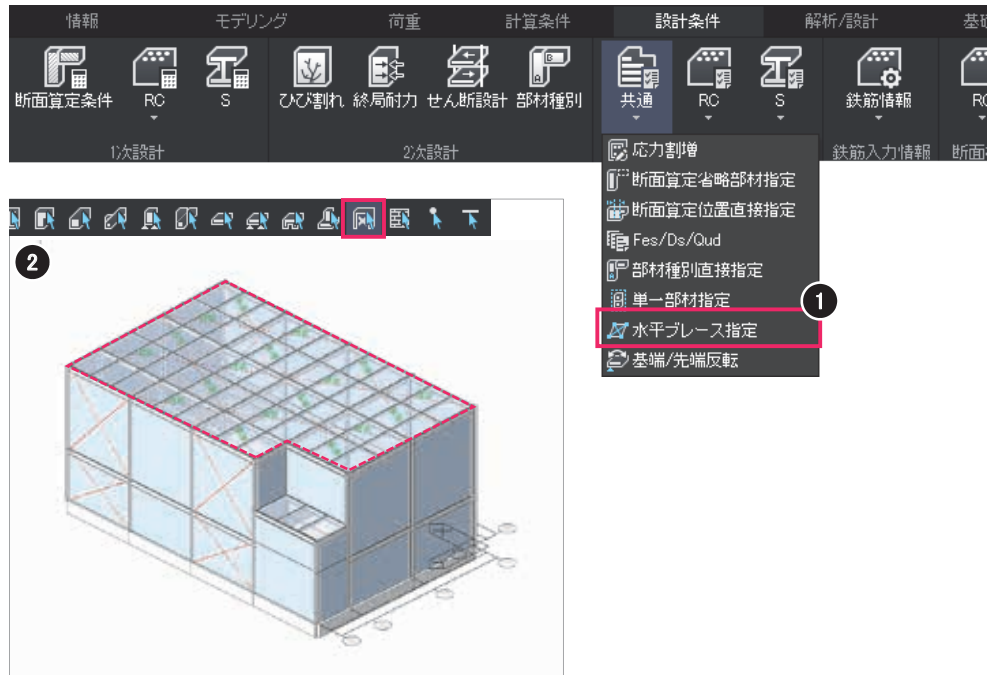 情報 モデリング 荷重 計算条件 設計条件 解析/設計
断面算定条件 RC S ひび割れ 終局耐力 せん断設計 部材種別 共通 RC S 鉄筋情報
1次設計 2次設計 鉄筋入力情報
応力割増
断面算定省略部材指定
断面算定位置直接指定
Fes/Ds/Qud
部材種別直接指定
単一部材指定
1
水平ブレース指定
基端/先端反転
2